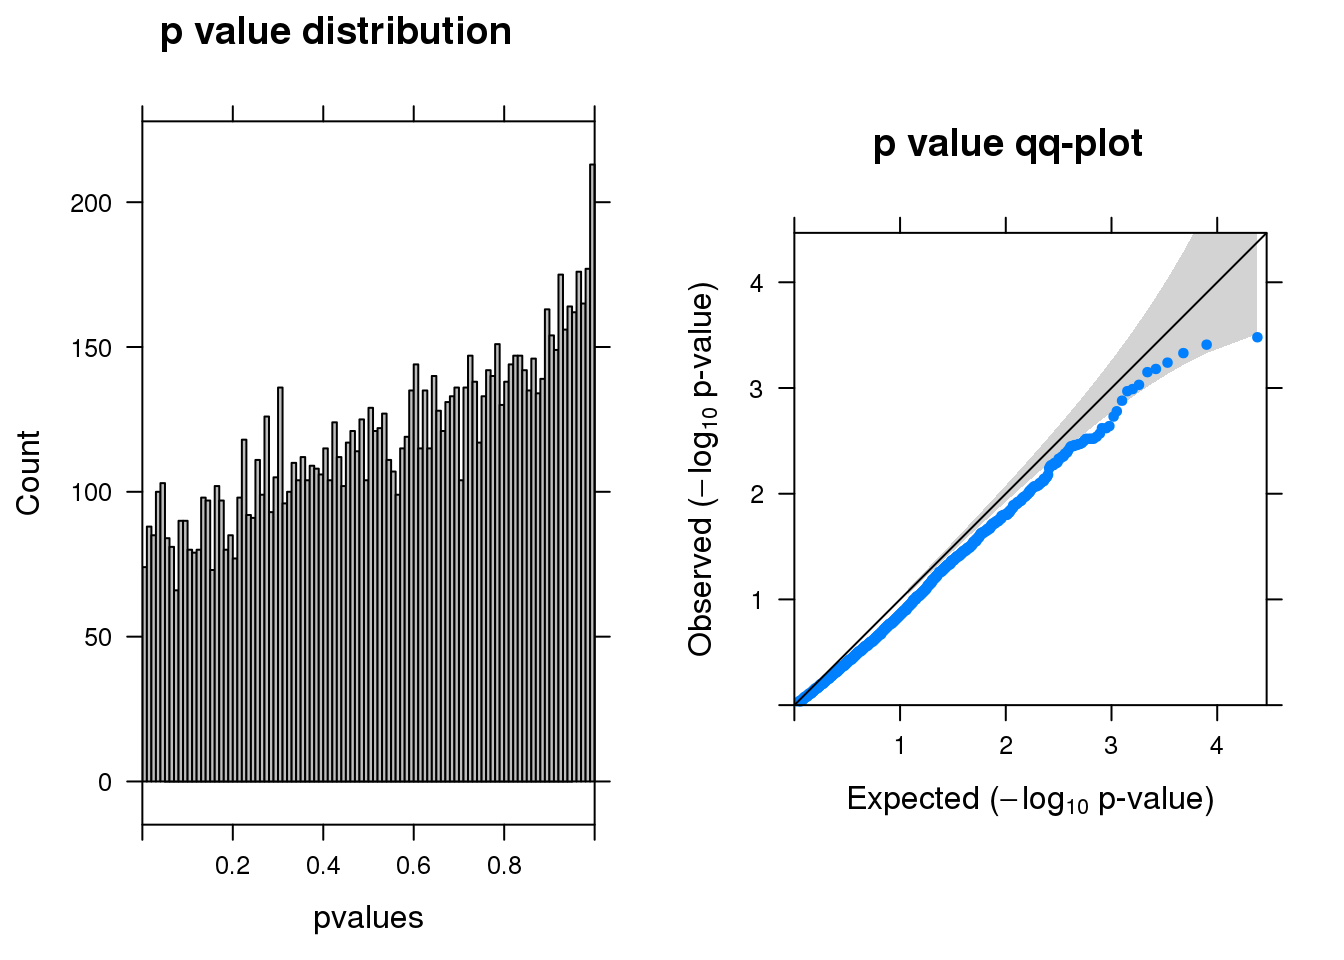 p value distribution
Count
200
150
100
50
0
0.2 0.4 0.6 0.8
pvalues
p value qq-plot
Observed (−log10 p-value)
4
3
2
1
1 2 3 4
Expected (−log10 p-value)